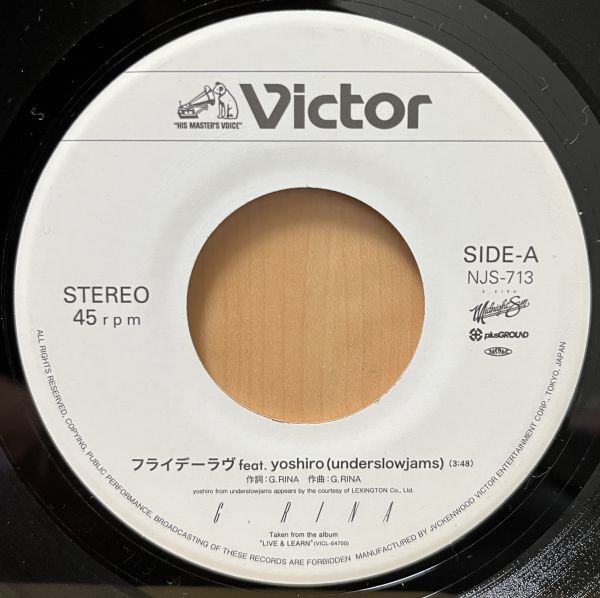 Victor
"HIS MASTER'S VOICE"
SIDE-A
NJS-713
STEREO
45 rpm
G.RINA
Midnight Sun
plusGROUND
フライデーラヴ feat. yoshiro (underslowjams) (3:48)
作詞：G.RINA 作曲：G.RINA
yoshiro from underslowjams appears by the courtesy of LEXINGTON Co., Ltd.
G. RINA
Taken from the album
"LIVE & LEARN" (VICL-64700)
ALL RIGHTS RESERVED. COPYING, PUBLIC PERFORMANCE, BROADCASTING OF THESE RECORDS ARE FORBIDDEN MANUFACTURED BY JVCKENWOOD VICTOR ENTERTAINMENT CORP., TOKYO, JAPAN